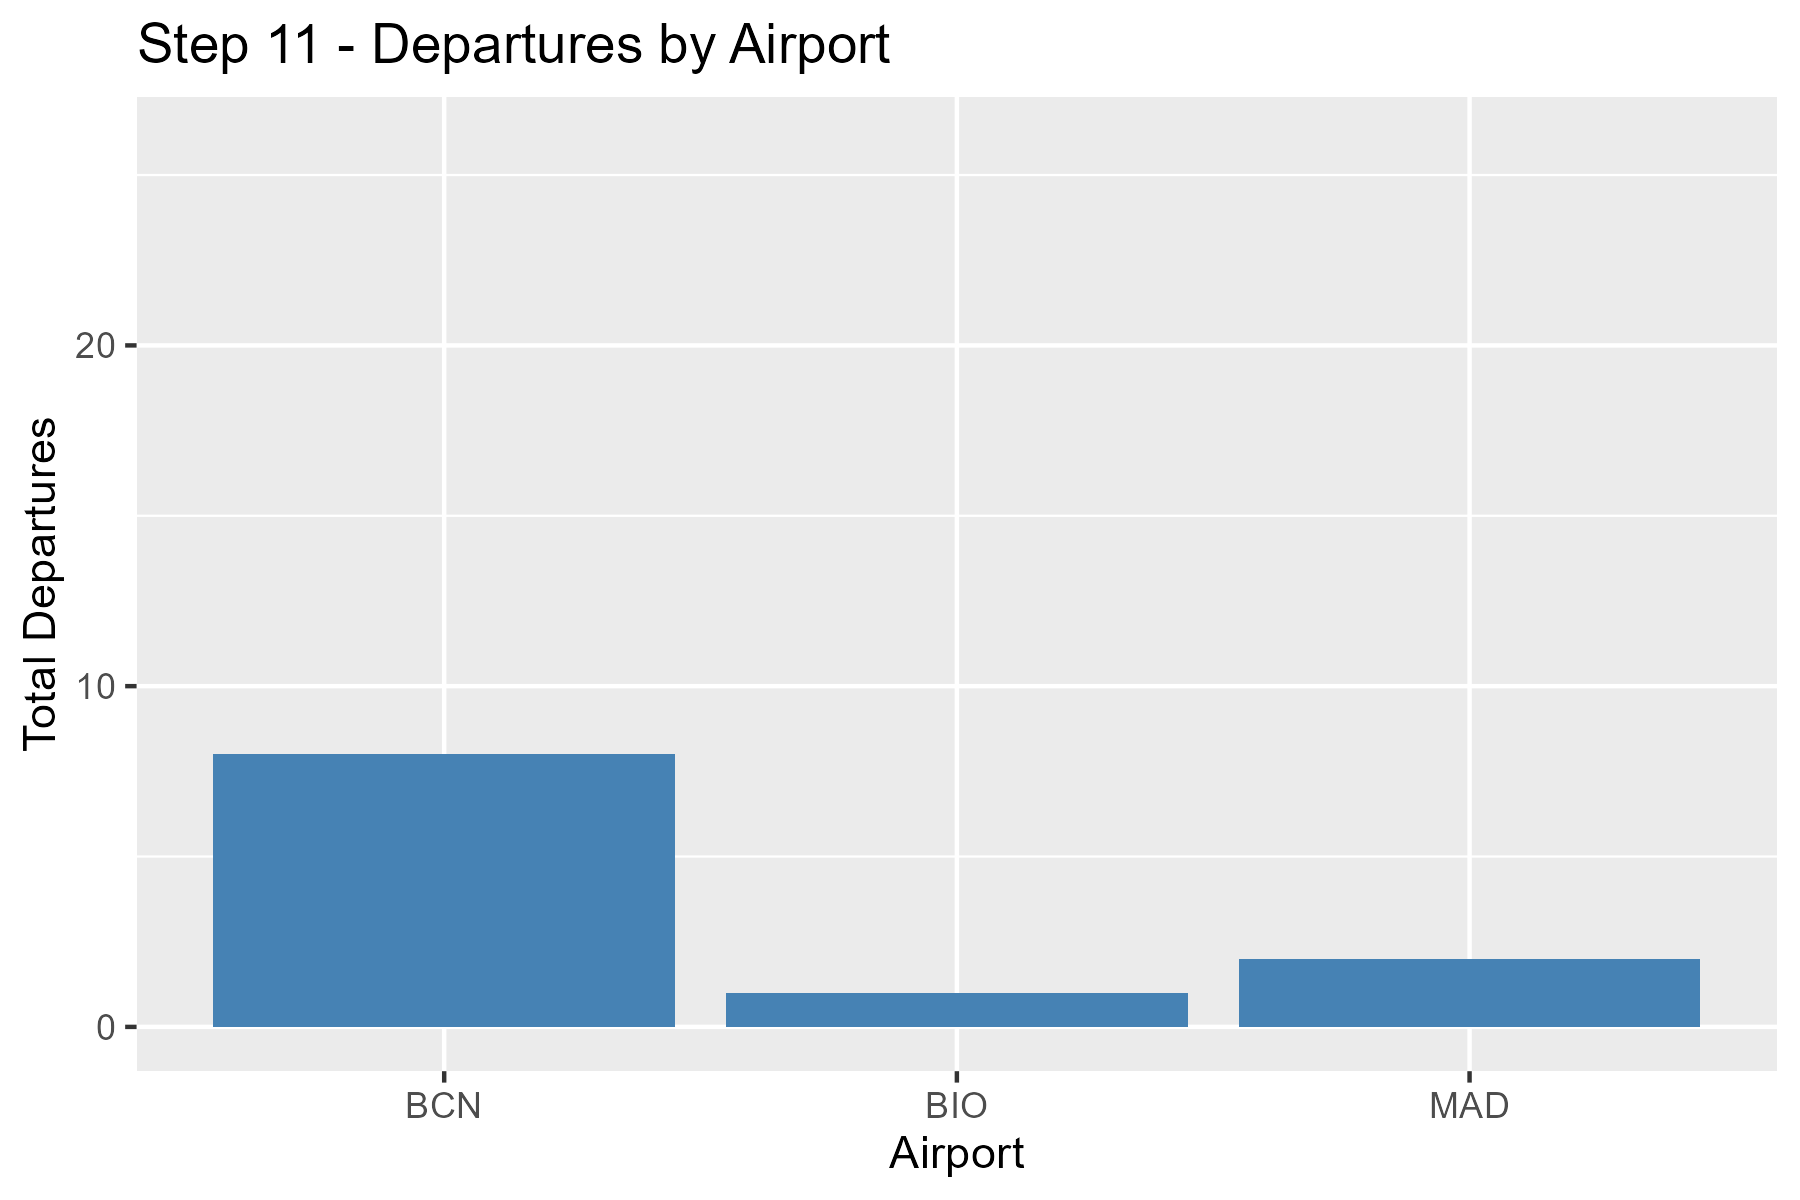 Step 11 - Departures by Airport
Total Departures
20
10
0
BCN
BIO
MAD
Airport